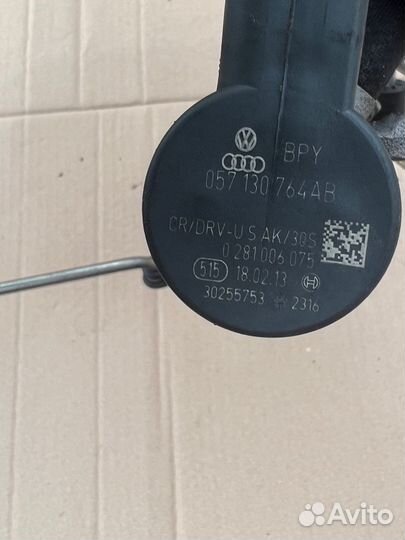 BPY
057 130 764AB
CR/DRV-U S AK/30S
0 281 006 075
515 18.02.13
30255753 2316
Avito